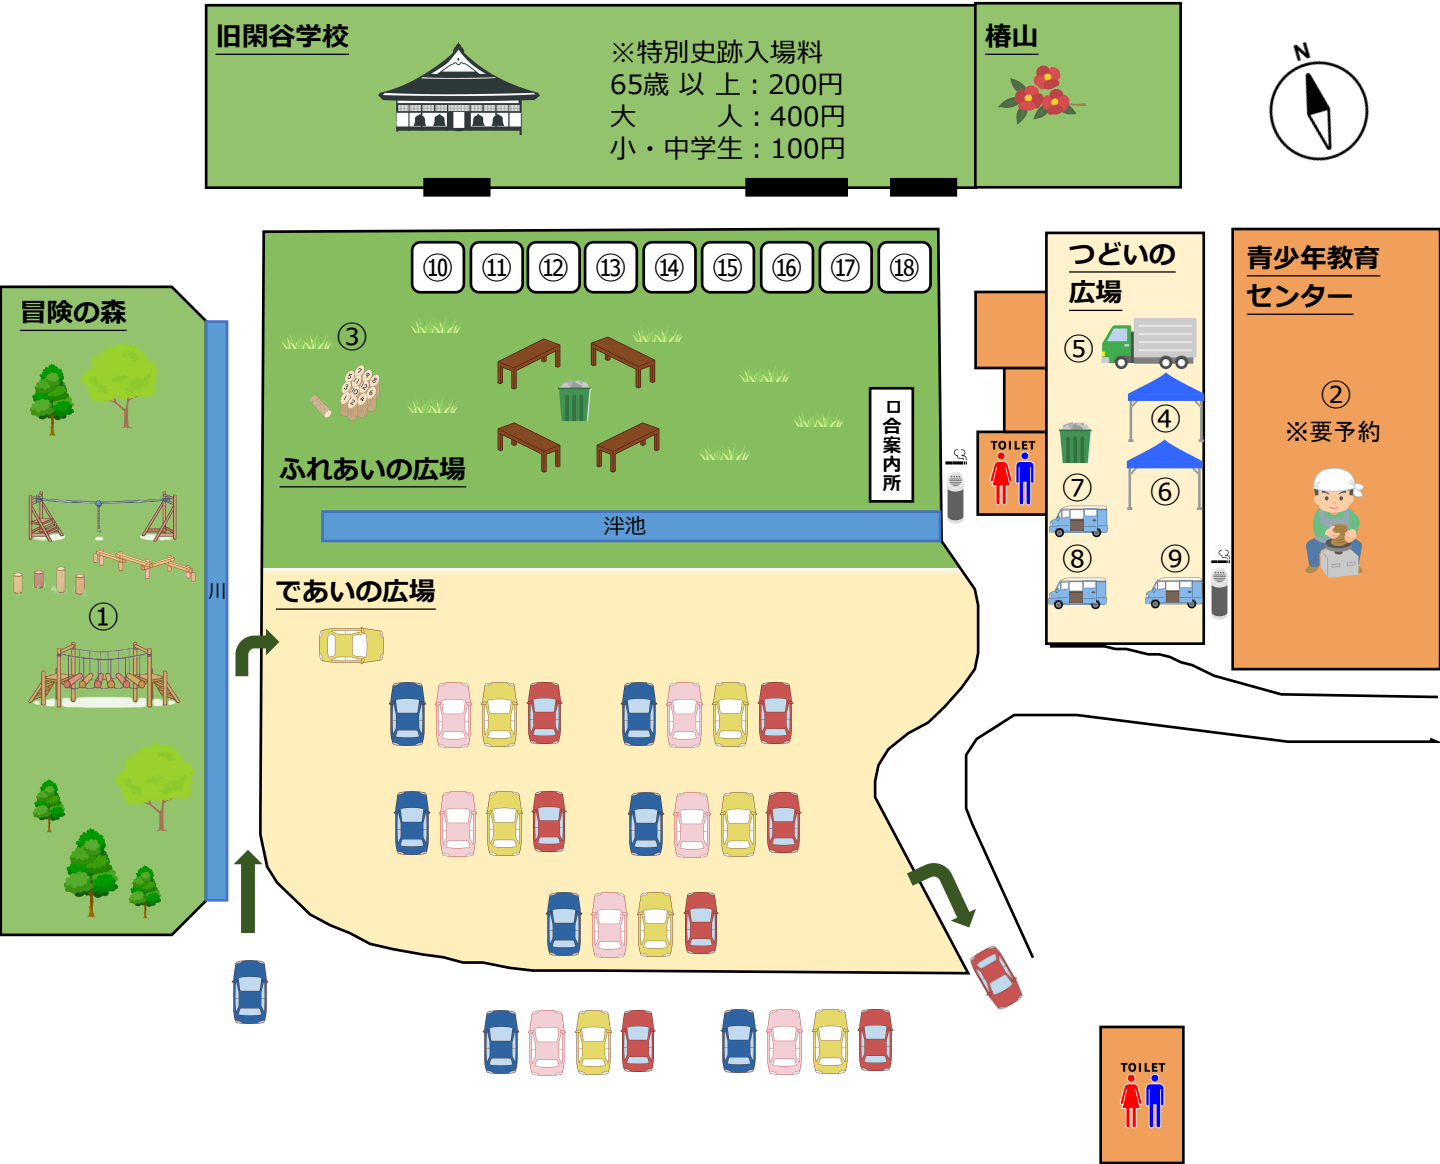 旧閑谷学校
※特別史跡入場料
65歳 以 上：200円
大　　　人：400円
小・中学生：100円
椿山
N
⑩ ⑪ ⑫ ⑬ ⑭ ⑮ ⑯ ⑰ ⑱
つどいの
広場
青少年教育
センター
冒険の森
③
⑤
④
②
※要予約
ロ合案内所
TOILET
ふれあいの広場
⑦
⑥
泮池
⑧
⑨
であいの広場
川
①
TOILET